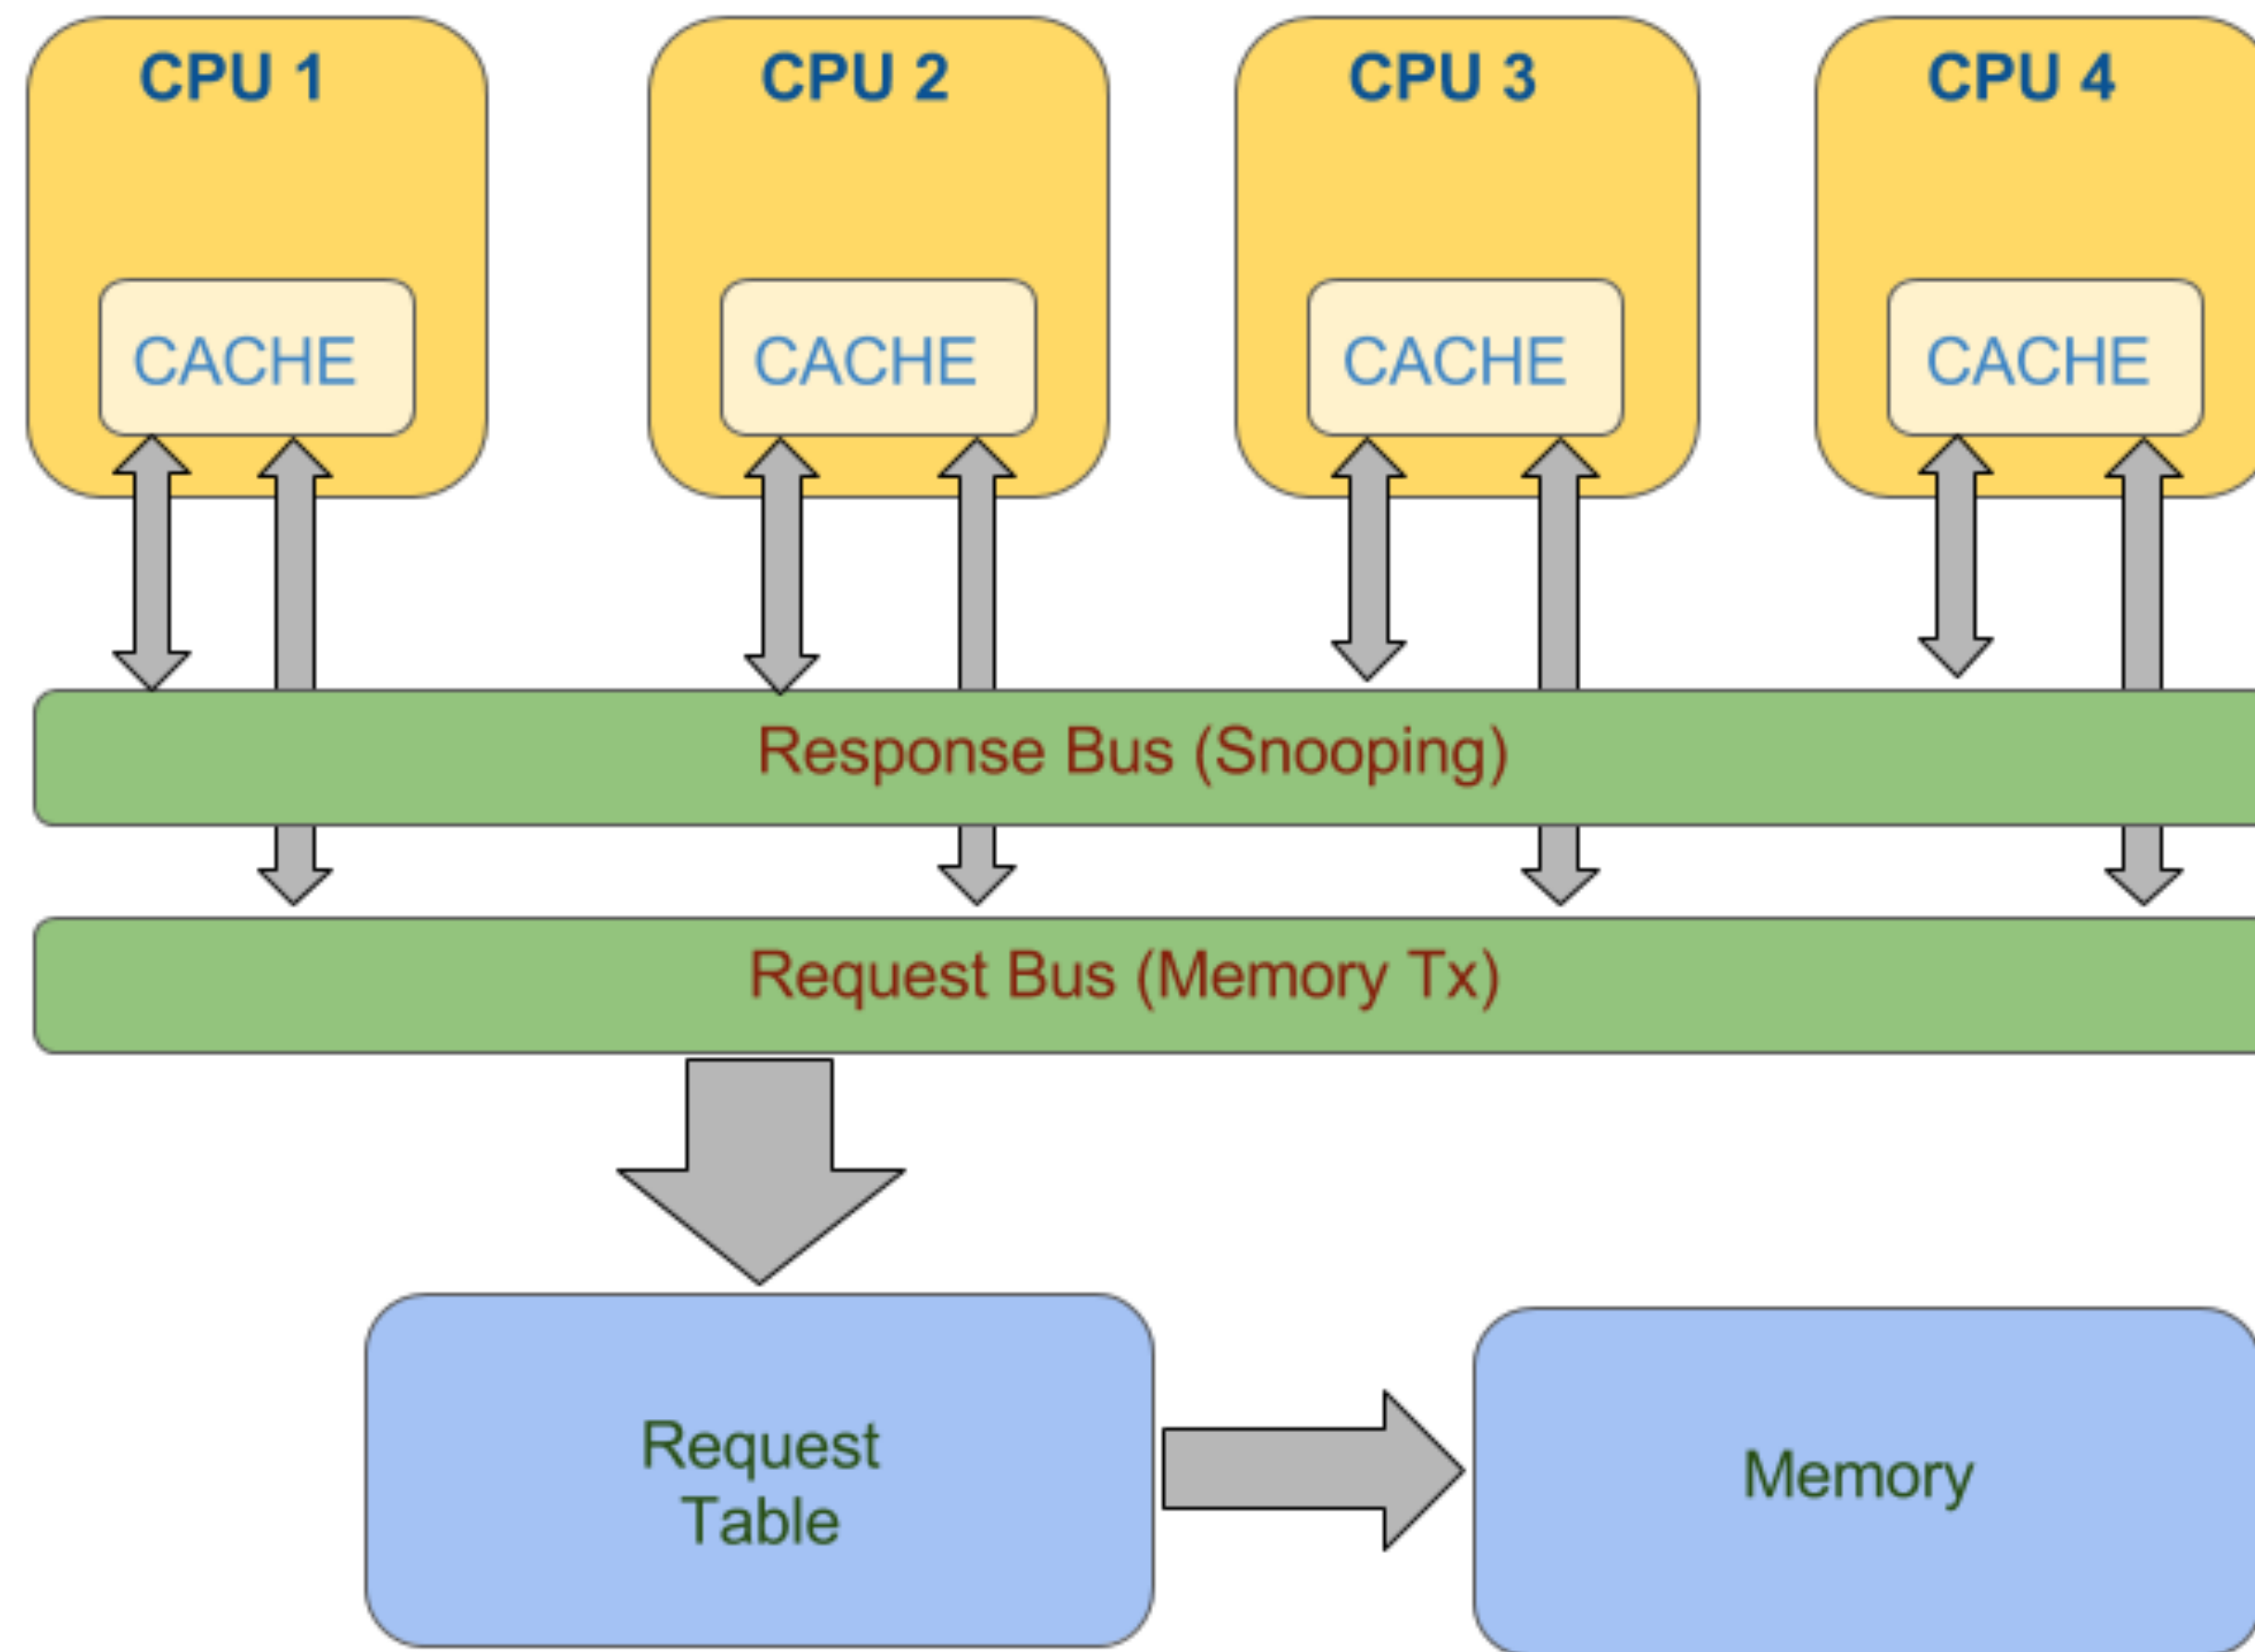 CPU 1
CPU 2
CPU 3
CPU 4
CACHE
CACHE
CACHE
CACHE
Response Bus (Snooping)
Request Bus (Memory Tx)
Request
Table
Memory